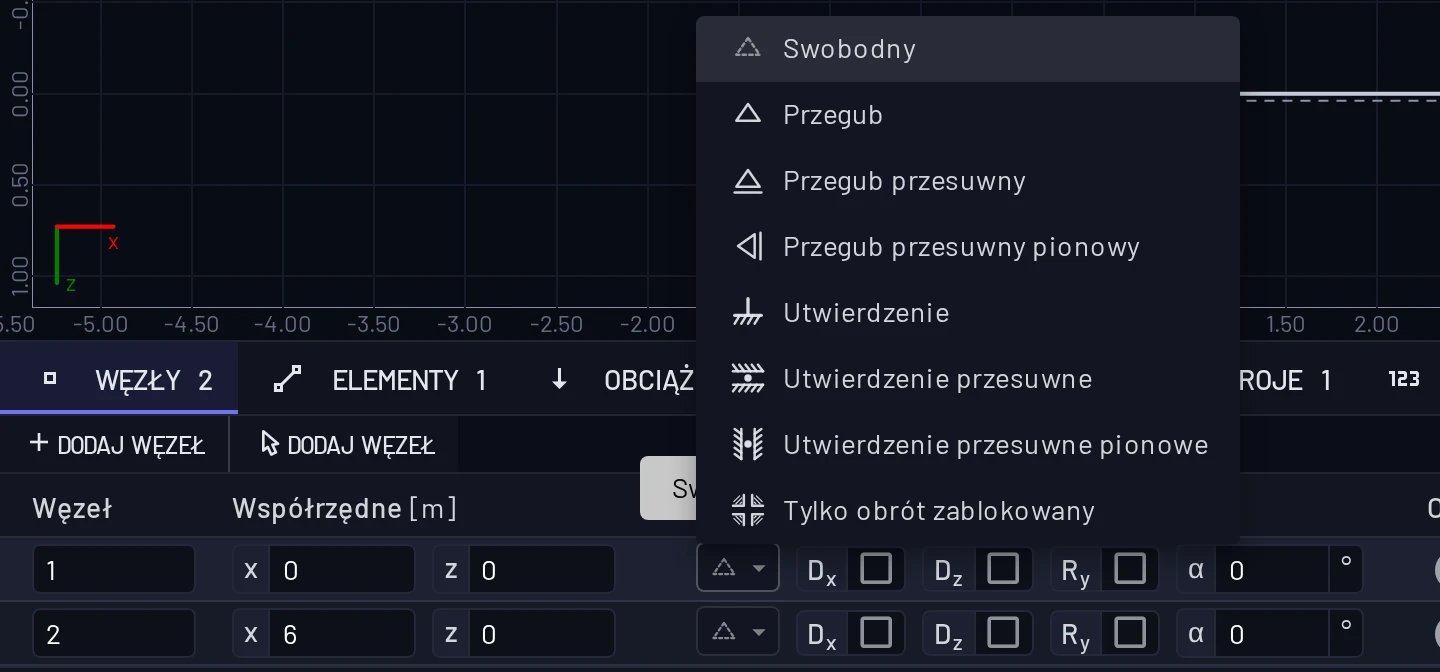 -0.
0.00
0.50
1.00
x
z
5.50 -5.00 -4.50 -4.00 -3.50 -3.00 -2.50 -2.00 1.50 2.00
Swobodny
Przegub
Przegub przesuwny
Przegub przesuwny pionowy
Utwierdzenie
Utwierdzenie przesuwne
Utwierdzenie przesuwne pionowe
Tylko obrót zablokowany
WĘZŁY 2 ELEMENTY 1 OBCIĄŻ ROJE 1 123
+ DODAJ WĘZEŁ DODAJ WĘZEŁ
Sw
Węzeł Współrzędne [m]
1 x 0 z 0 Dx Dz Ry α 0 °
2 x 6 z 0 Dx Dz Ry α 0 °